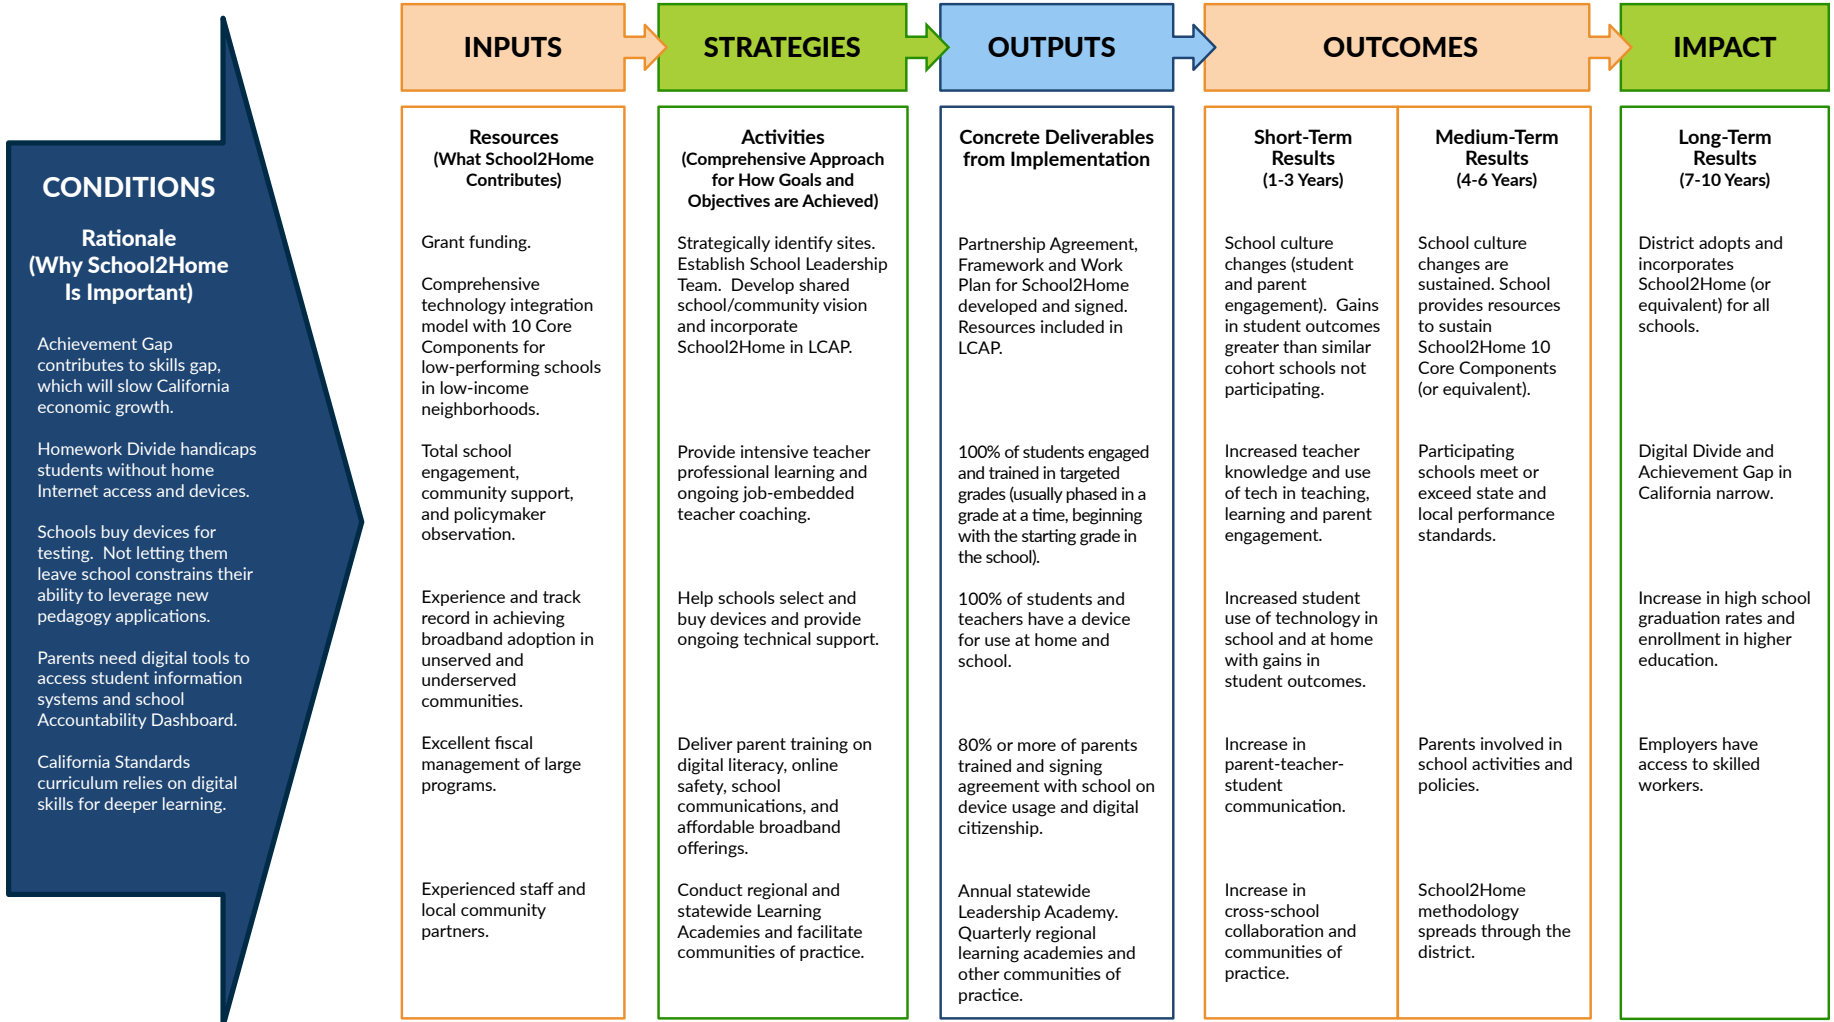 INPUTS
STRATEGIES
OUTPUTS
OUTCOMES
IMPACT
CONDITIONS
Rationale
(Why School2Home
Is Important)
Achievement Gap
contributes to skills gap,
which will slow California
economic growth.
Homework Divide handicaps
students without home
Internet access and devices.
Schools buy devices for
testing.  Not letting them
leave school constrains their
ability to leverage new
pedagogy applications.
Parents need digital tools to
access student information
systems and school
Accountability Dashboard.
California Standards
curriculum relies on digital
skills for deeper learning.
Resources
(What School2Home
Contributes)
Grant funding.
Comprehensive
technology integration
model with 10 Core
Components for
low-performing schools
in low-income
neighborhoods.
Total school
engagement,
community support,
and policymaker
observation.
Experience and track
record in achieving
broadband adoption in
unserved and
underserved
communities.
Excellent fiscal
management of large
programs.
Experienced staff and
local community
partners.
Activities
(Comprehensive Approach
for How Goals and
Objectives are Achieved)
Strategically identify sites.
Establish School Leadership
Team.  Develop shared
school/community vision
and incorporate
School2Home in LCAP.
Provide intensive teacher
professional learning and
ongoing job-embedded
teacher coaching.
Help schools select and
buy devices and provide
ongoing technical support.
Deliver parent training on
digital literacy, online
safety, school
communications, and
affordable broadband
offerings.
Conduct regional and
statewide Learning
Academies and facilitate
communities of practice.
Concrete Deliverables
from Implementation
Partnership Agreement,
Framework and Work
Plan for School2Home
developed and signed.
Resources included in
LCAP.
100% of students engaged
and trained in targeted
grades (usually phased in a
grade at a time, beginning
with the starting grade in
the school).
100% of students and
teachers have a device
for use at home and
school.
80% or more of parents
trained and signing
agreement with school on
device usage and digital
citizenship.
Annual statewide
Leadership Academy.
Quarterly regional
learning academies and
other communities of
practice.
Short-Term
Results
(1-3 Years)
School culture
changes (student
and parent
engagement).  Gains
in student outcomes
greater than similar
cohort schools not
participating.
Increased teacher
knowledge and use
of tech in teaching,
learning and parent
engagement.
Increased student
use of technology in
school and at home
with gains in
student outcomes.
Increase in
parent-teacher-
student
communication.
Increase in
cross-school
collaboration and
communities of
practice.
Medium-Term
Results
(4-6 Years)
School culture
changes are
sustained. School
provides resources
to sustain
School2Home 10
Core Components
(or equivalent).
Participating
schools meet or
exceed state and
local performance
standards.
Parents involved in
school activities and
policies.
School2Home
methodology
spreads through the
district.
Long-Term
Results
(7-10 Years)
District adopts and
incorporates
School2Home (or
equivalent) for all
schools.
Digital Divide and
Achievement Gap in
California narrow.
Increase in high school
graduation rates and
enrollment in higher
education.
Employers have
access to skilled
workers.